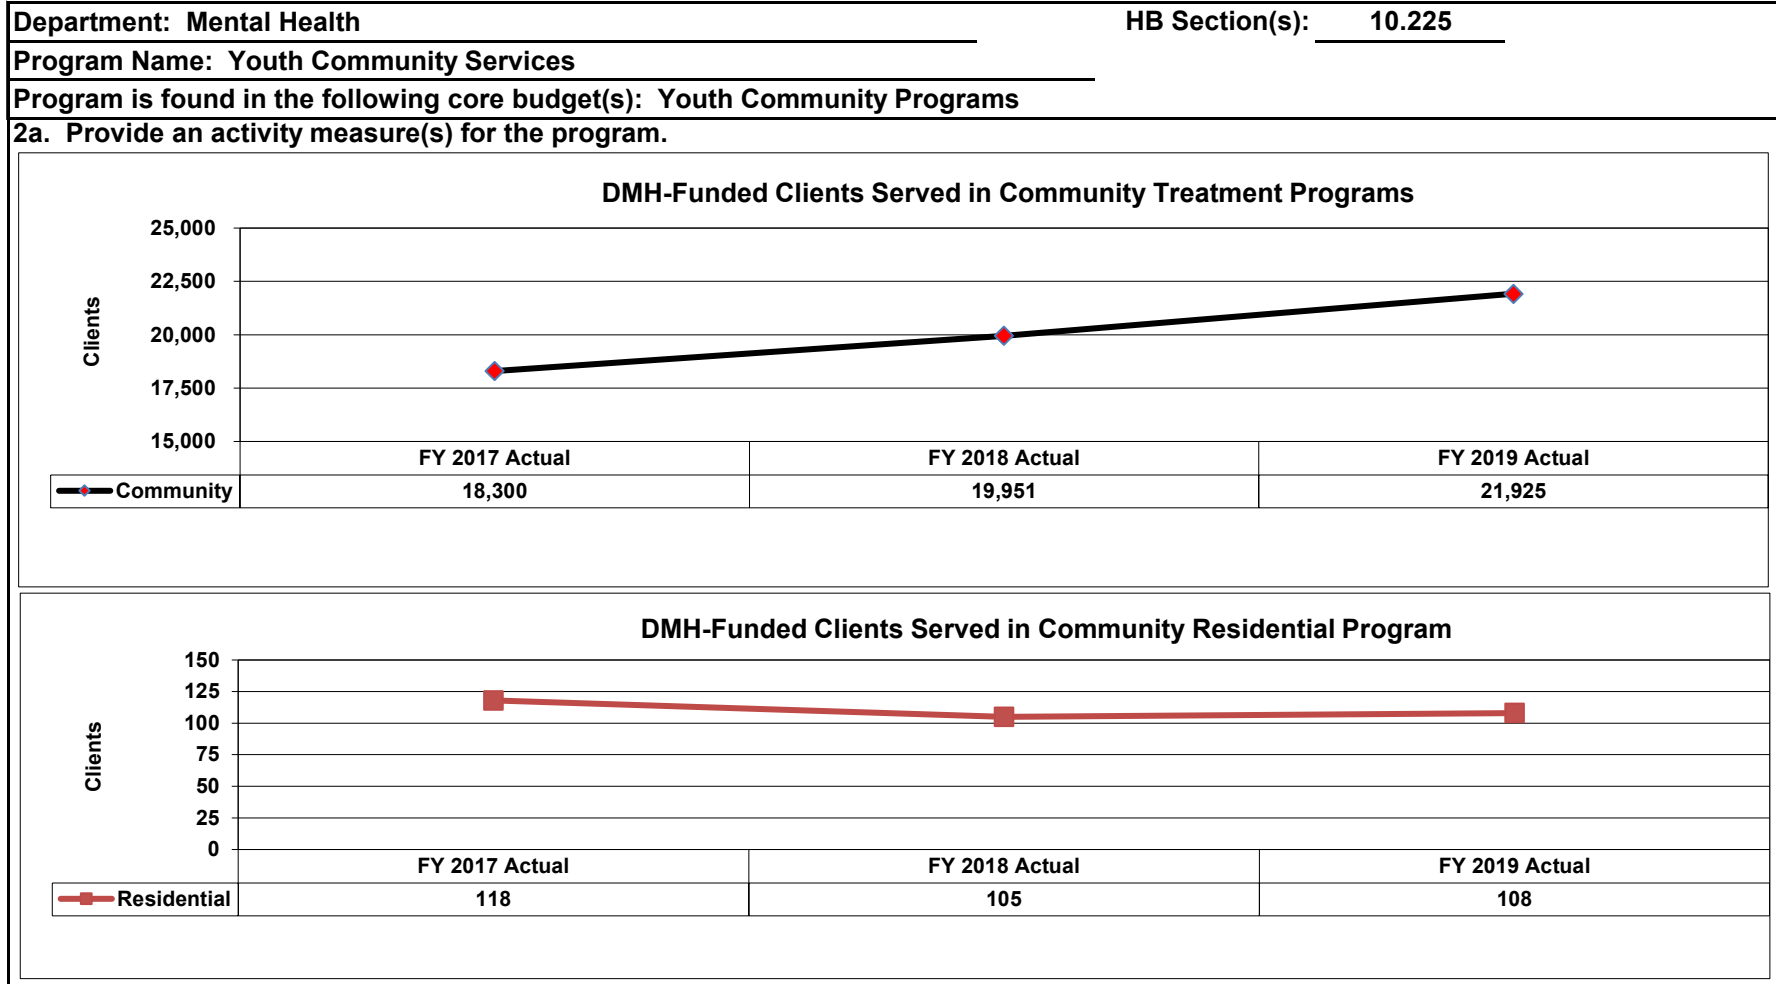 Department: Mental Health HB Section(s): 10.225
Program Name: Youth Community Services
Program is found in the following core budget(s): Youth Community Programs
2a. Provide an activity measure(s) for the program.
DMH-Funded Clients Served in Community Treatment Programs
Clients
25,000
22,500
20,000
17,500
15,000
FY 2017 Actual FY 2018 Actual FY 2019 Actual
Community 18,300 19,951 21,925
DMH-Funded Clients Served in Community Residential Program
Clients
150
125
100
75
50
25
0
FY 2017 Actual FY 2018 Actual FY 2019 Actual
Residential 118 105 108